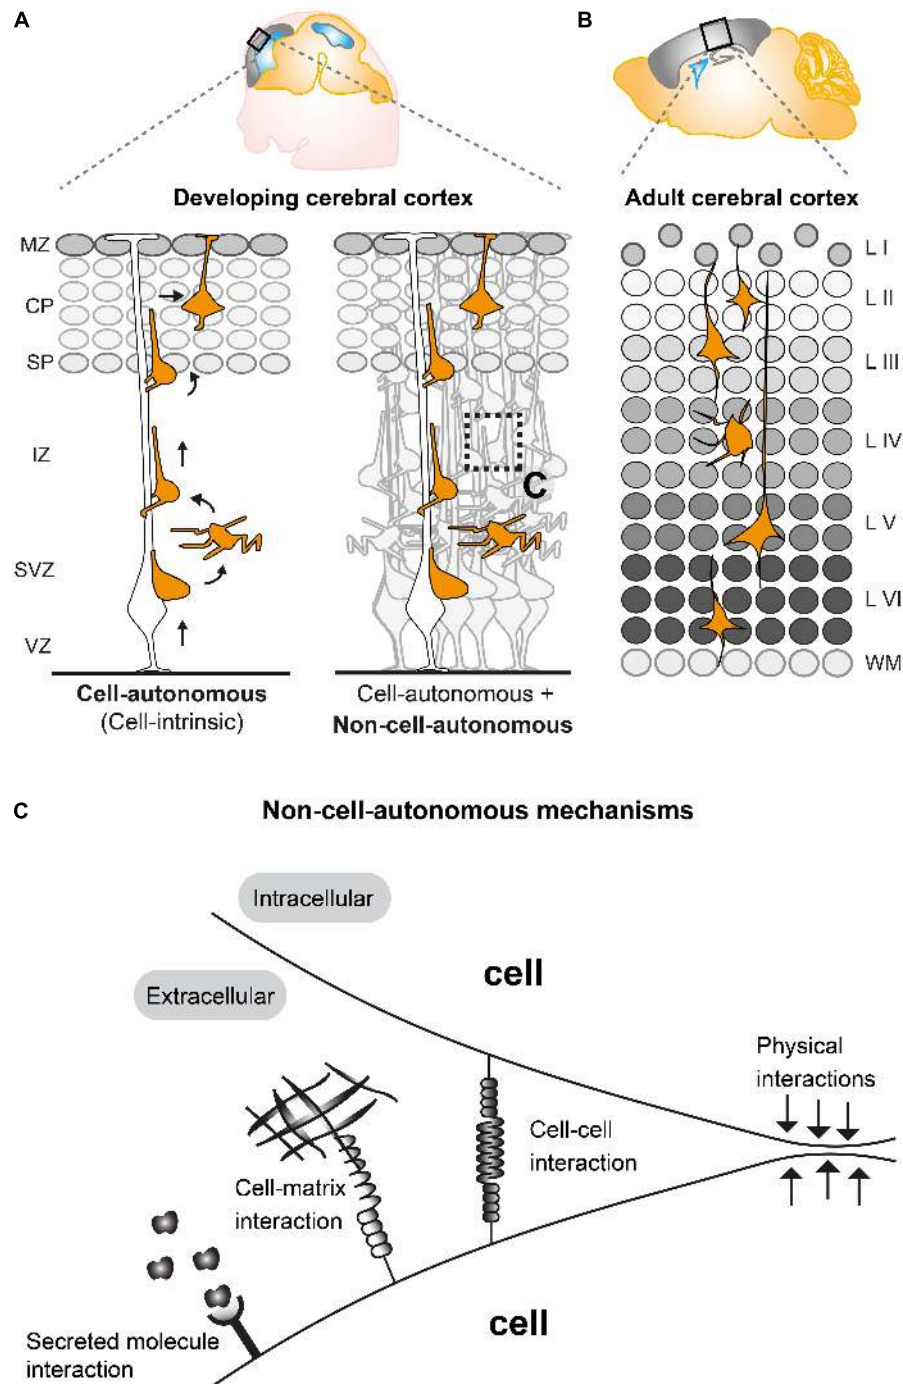 A
B
Developing cerebral cortex
Adult cerebral cortex
MZ
CP
SP
IZ
SVZ
VZ
C
L I
L II
L III
L IV
L V
L VI
WM
Cell-autonomous
(Cell-intrinsic)
Cell-autonomous +
Non-cell-autonomous
C
Non-cell-autonomous mechanisms
Intracellular
cell
Extracellular
Physical
interactions
Cell-cell
interaction
Cell-matrix
interaction
cell
Secreted molecule
interaction